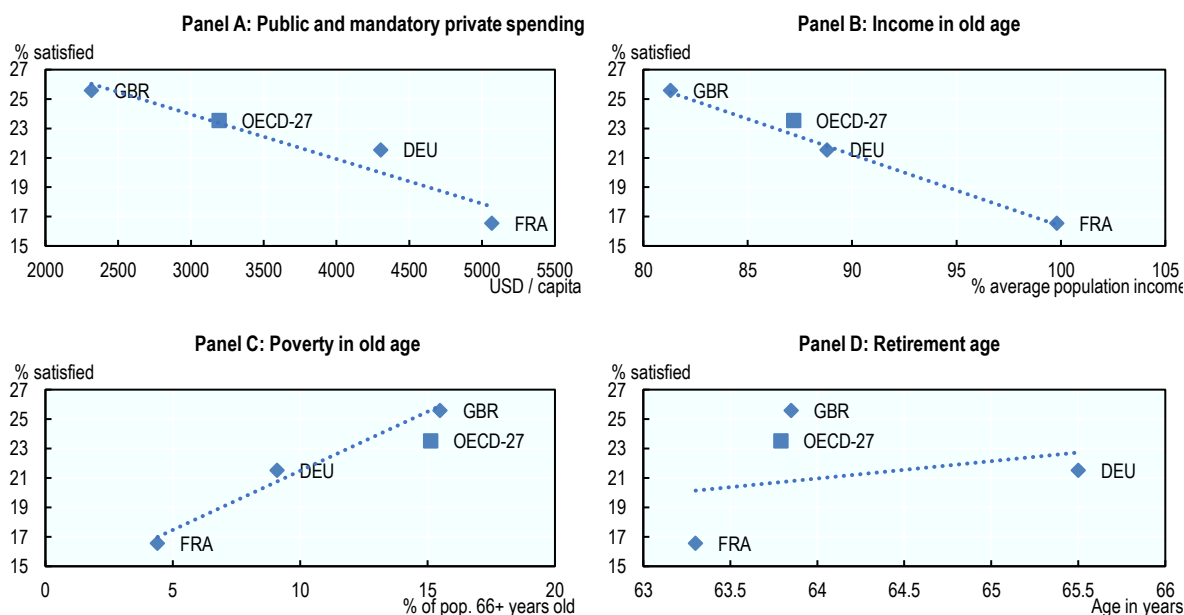 Panel A: Public and mandatory private spending
% satisfied
27
25
23
21
19
17
15
GBR
OECD-27
DEU
FRA
2000 2500 3000 3500 4000 4500 5000 5500
USD / capita
Panel B: Income in old age
% satisfied
27
25
23
21
19
17
15
GBR
OECD-27
DEU
FRA
80 85 90 95 100 105
% average population income
Panel C: Poverty in old age
% satisfied
27
25
23
21
19
17
15
GBR
OECD-27
DEU
FRA
0 5 10 15 20
% of pop. 66+ years old
Panel D: Retirement age
% satisfied
27
25
23
21
19
17
15
GBR
OECD-27
DEU
FRA
63 63.5 64 64.5 65 65.5 66
Age in years